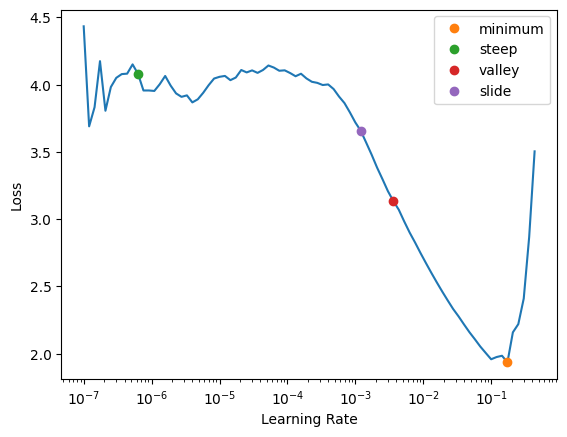 4.5
4.0
3.5
3.0
2.5
2.0
Loss
10⁻⁷
10⁻⁶
10⁻⁵
10⁻⁴
10⁻³
10⁻²
10⁻¹
Learning Rate
minimum
steep
valley
slide